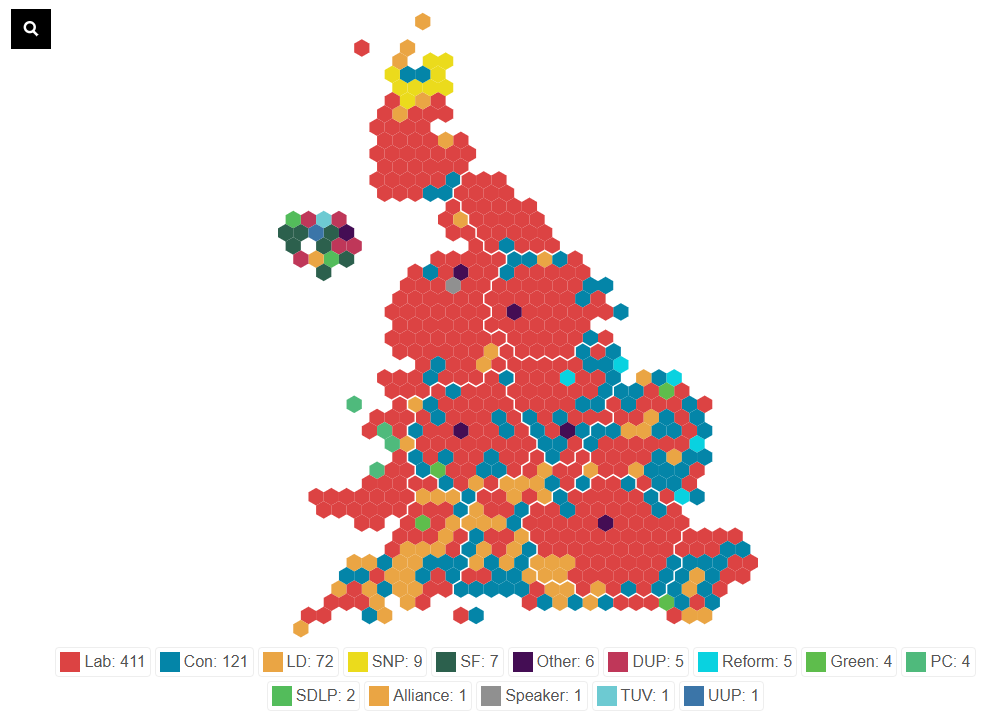 Lab: 411 Con: 121 LD: 72 SNP: 9 SF: 7 Other: 6 DUP: 5 Reform: 5 Green: 4 PC: 4
SDLP: 2 Alliance: 1 Speaker: 1 TUV: 1 UUP: 1